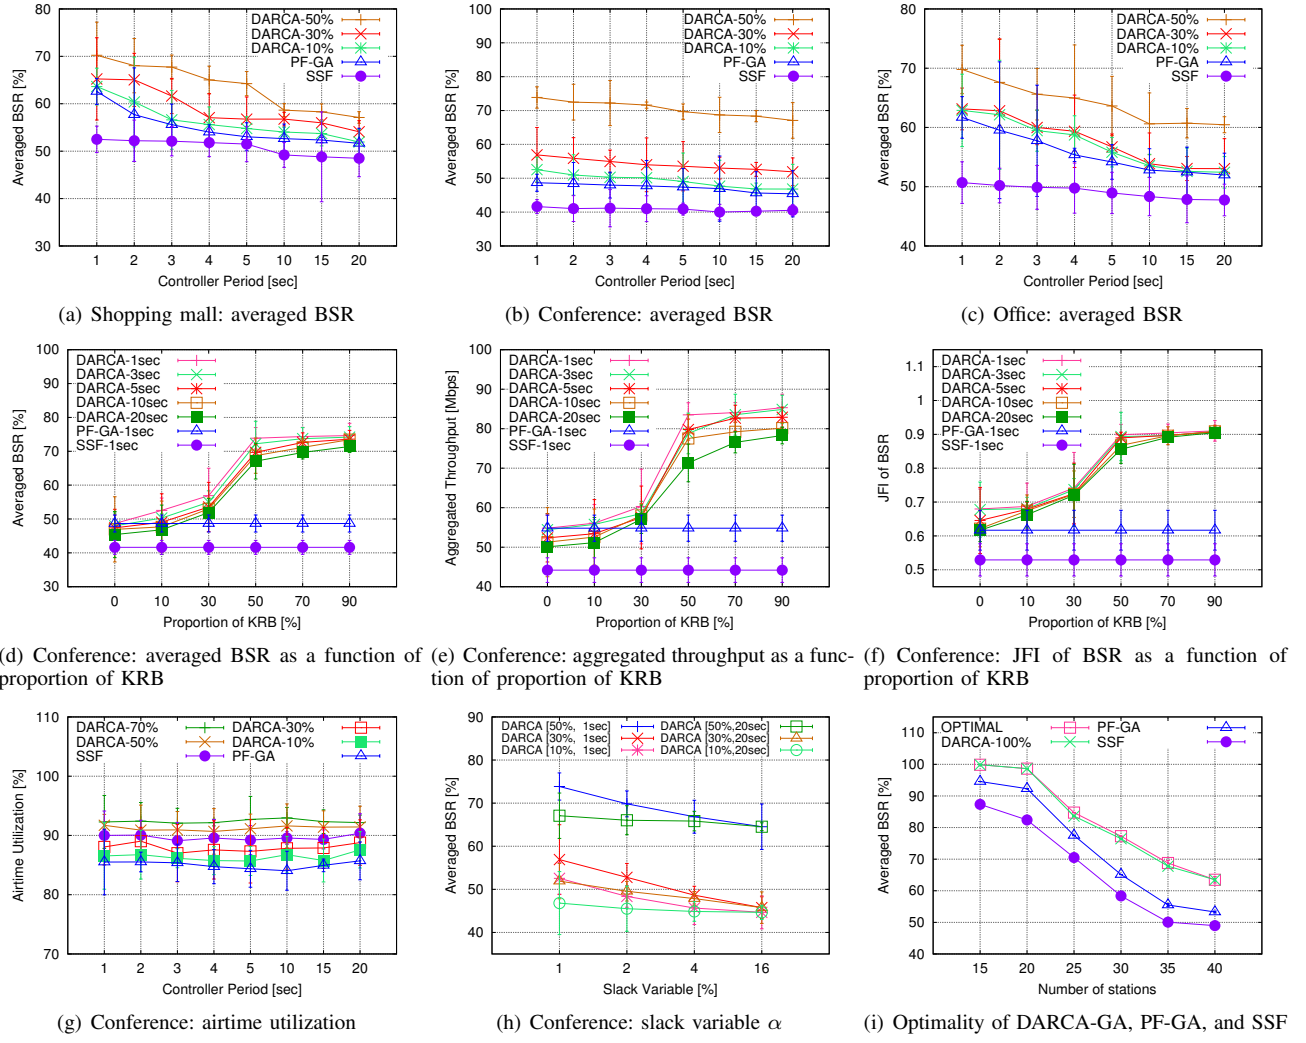 80
70
60
50
40
30
Averaged BSR [%]
DARCA-50%
DARCA-30%
DARCA-10%
PF-GA
SSF
1 2 3 4 5 10 15 20
Controller Period [sec]
(a) Shopping mall: averaged BSR
100
90
80
70
60
50
40
30
Averaged BSR [%]
DARCA-50%
DARCA-30%
DARCA-10%
PF-GA
SSF
1 2 3 4 5 10 15 20
Controller Period [sec]
(b) Conference: averaged BSR
80
70
60
50
40
Averaged BSR [%]
DARCA-50%
DARCA-30%
DARCA-10%
PF-GA
SSF
1 2 3 4 5 10 15 20
Controller Period [sec]
(c) Office: averaged BSR
100
90
80
70
60
50
40
30
Averaged BSR [%]
DARCA-1sec
DARCA-3sec
DARCA-5sec
DARCA-10sec
DARCA-20sec
PF-GA-1sec
SSF-1sec
0 10 30 50 70 90
Proportion of KRB [%]
(d) Conference: averaged BSR as a function of
proportion of KRB
100
90
80
70
60
50
40
Aggregated Throughput [Mbps]
DARCA-1sec
DARCA-3sec
DARCA-5sec
DARCA-10sec
DARCA-20sec
PF-GA-1sec
SSF-1sec
0 10 30 50 70 90
Proportion of KRB [%]
(e) Conference: aggregated throughput as a func-
tion of proportion of KRB
1.1
1
0.9
0.8
0.7
0.6
0.5
JFI of BSR
DARCA-1sec
DARCA-3sec
DARCA-5sec
DARCA-10sec
DARCA-20sec
PF-GA-1sec
SSF-1sec
0 10 30 50 70 90
Proportion of KRB [%]
(f) Conference: JFI of BSR as a function of
proportion of KRB
110
100
90
80
70
Airtime Utilization [%]
DARCA-70% DARCA-30%
DARCA-50% DARCA-10%
SSF PF-GA
1 2 3 4 5 10 15 20
Controller Period [sec]
(g) Conference: airtime utilization
90
80
70
60
50
40
Averaged BSR [%]
DARCA [50%, 1sec] DARCA [50%,20sec]
DARCA [30%, 1sec] DARCA [30%,20sec]
DARCA [10%, 1sec] DARCA [10%,20sec]
1 2 4 16
Slack Variable [%]
(h) Conference: slack variable α
100
90
80
70
60
50
40
Averaged BSR [%]
OPTIMAL PF-GA
DARCA-100% SSF
15 20 25 30 35 40
Number of stations
(i) Optimality of DARCA-GA, PF-GA, and SSF